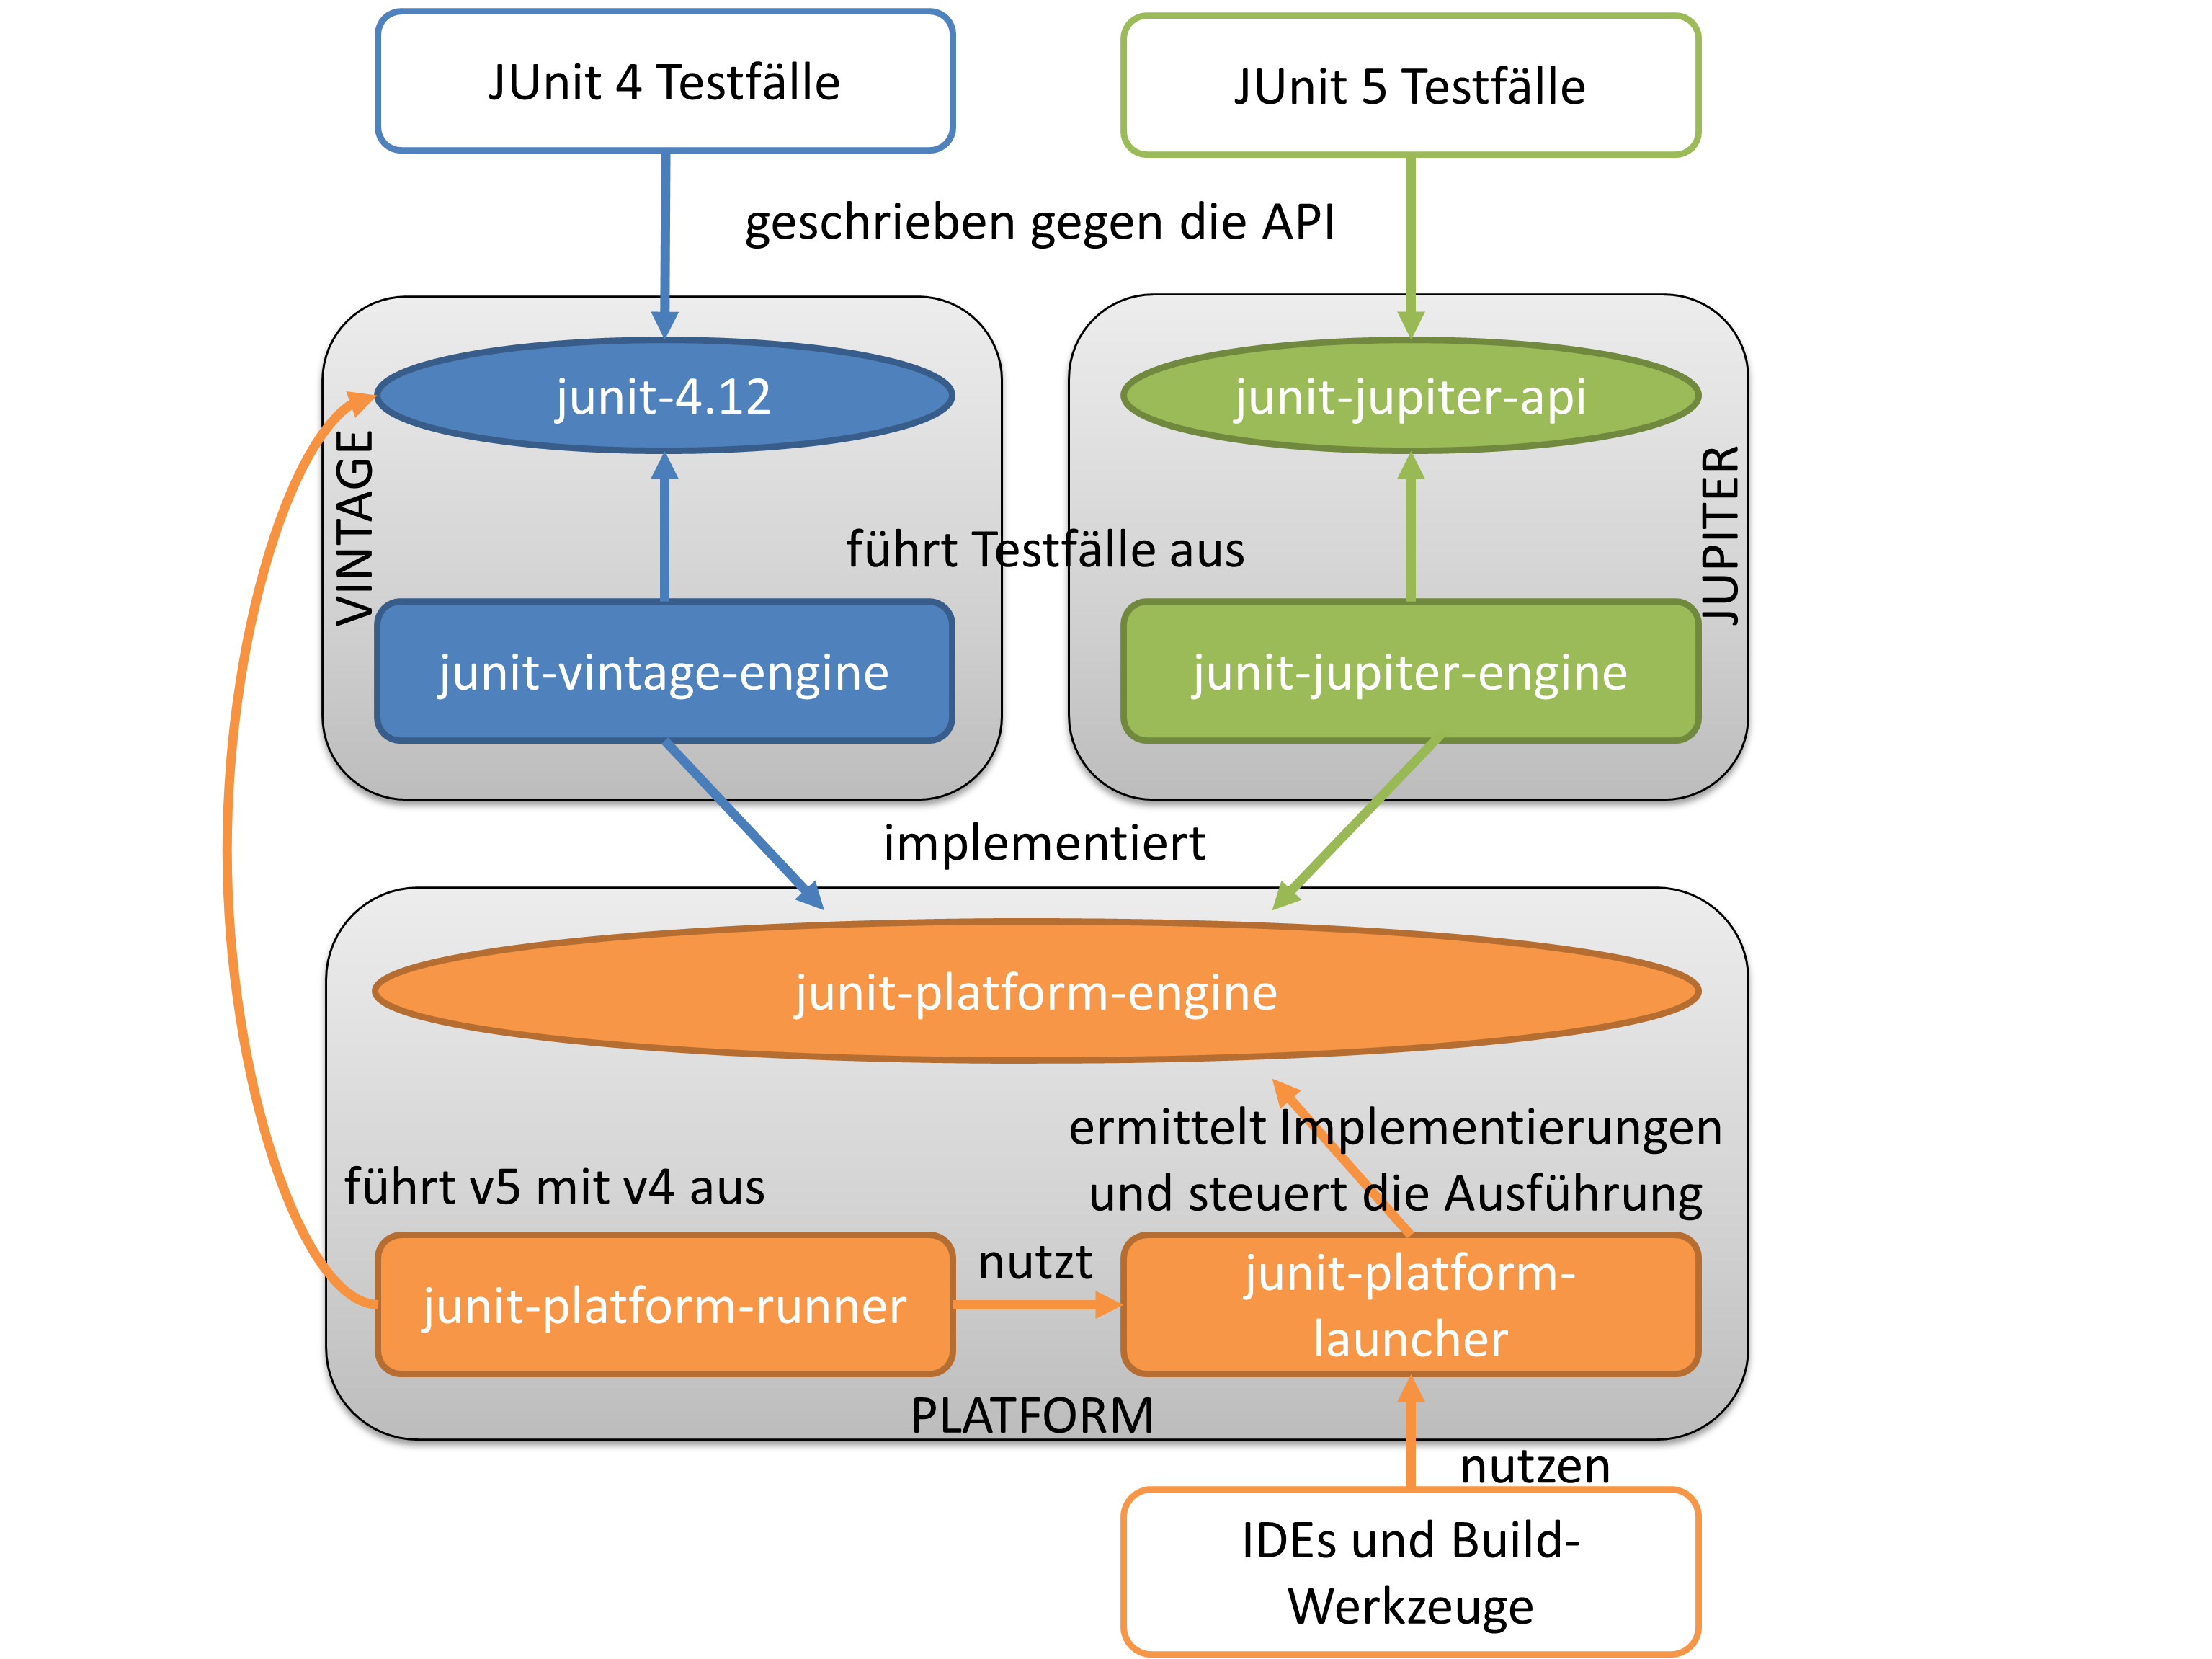 JUnit 4 Testfälle
JUnit 5 Testfälle
geschrieben gegen die API
junit-4.12
junit-jupiter-api
VINTAGE
JUPITER
führt Testfälle aus
junit-vintage-engine
junit-jupiter-engine
implementiert
junit-platform-engine
ermittelt Implementierungen
und steuert die Ausführung
führt v5 mit v4 aus
junit-platform-runner
nutzt
junit-platform-
launcher
PLATFORM
nutzen
IDEs und Build-
Werkzeuge